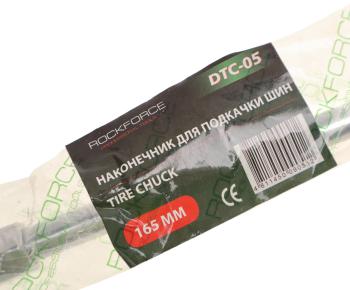 DTC-05
ROCKFORCE
НАКОНЕЧНИК ДЛЯ ПОДКАЧКИ ШИН
TIRE CHUCK
165 MM
CE
ROCKFORCE